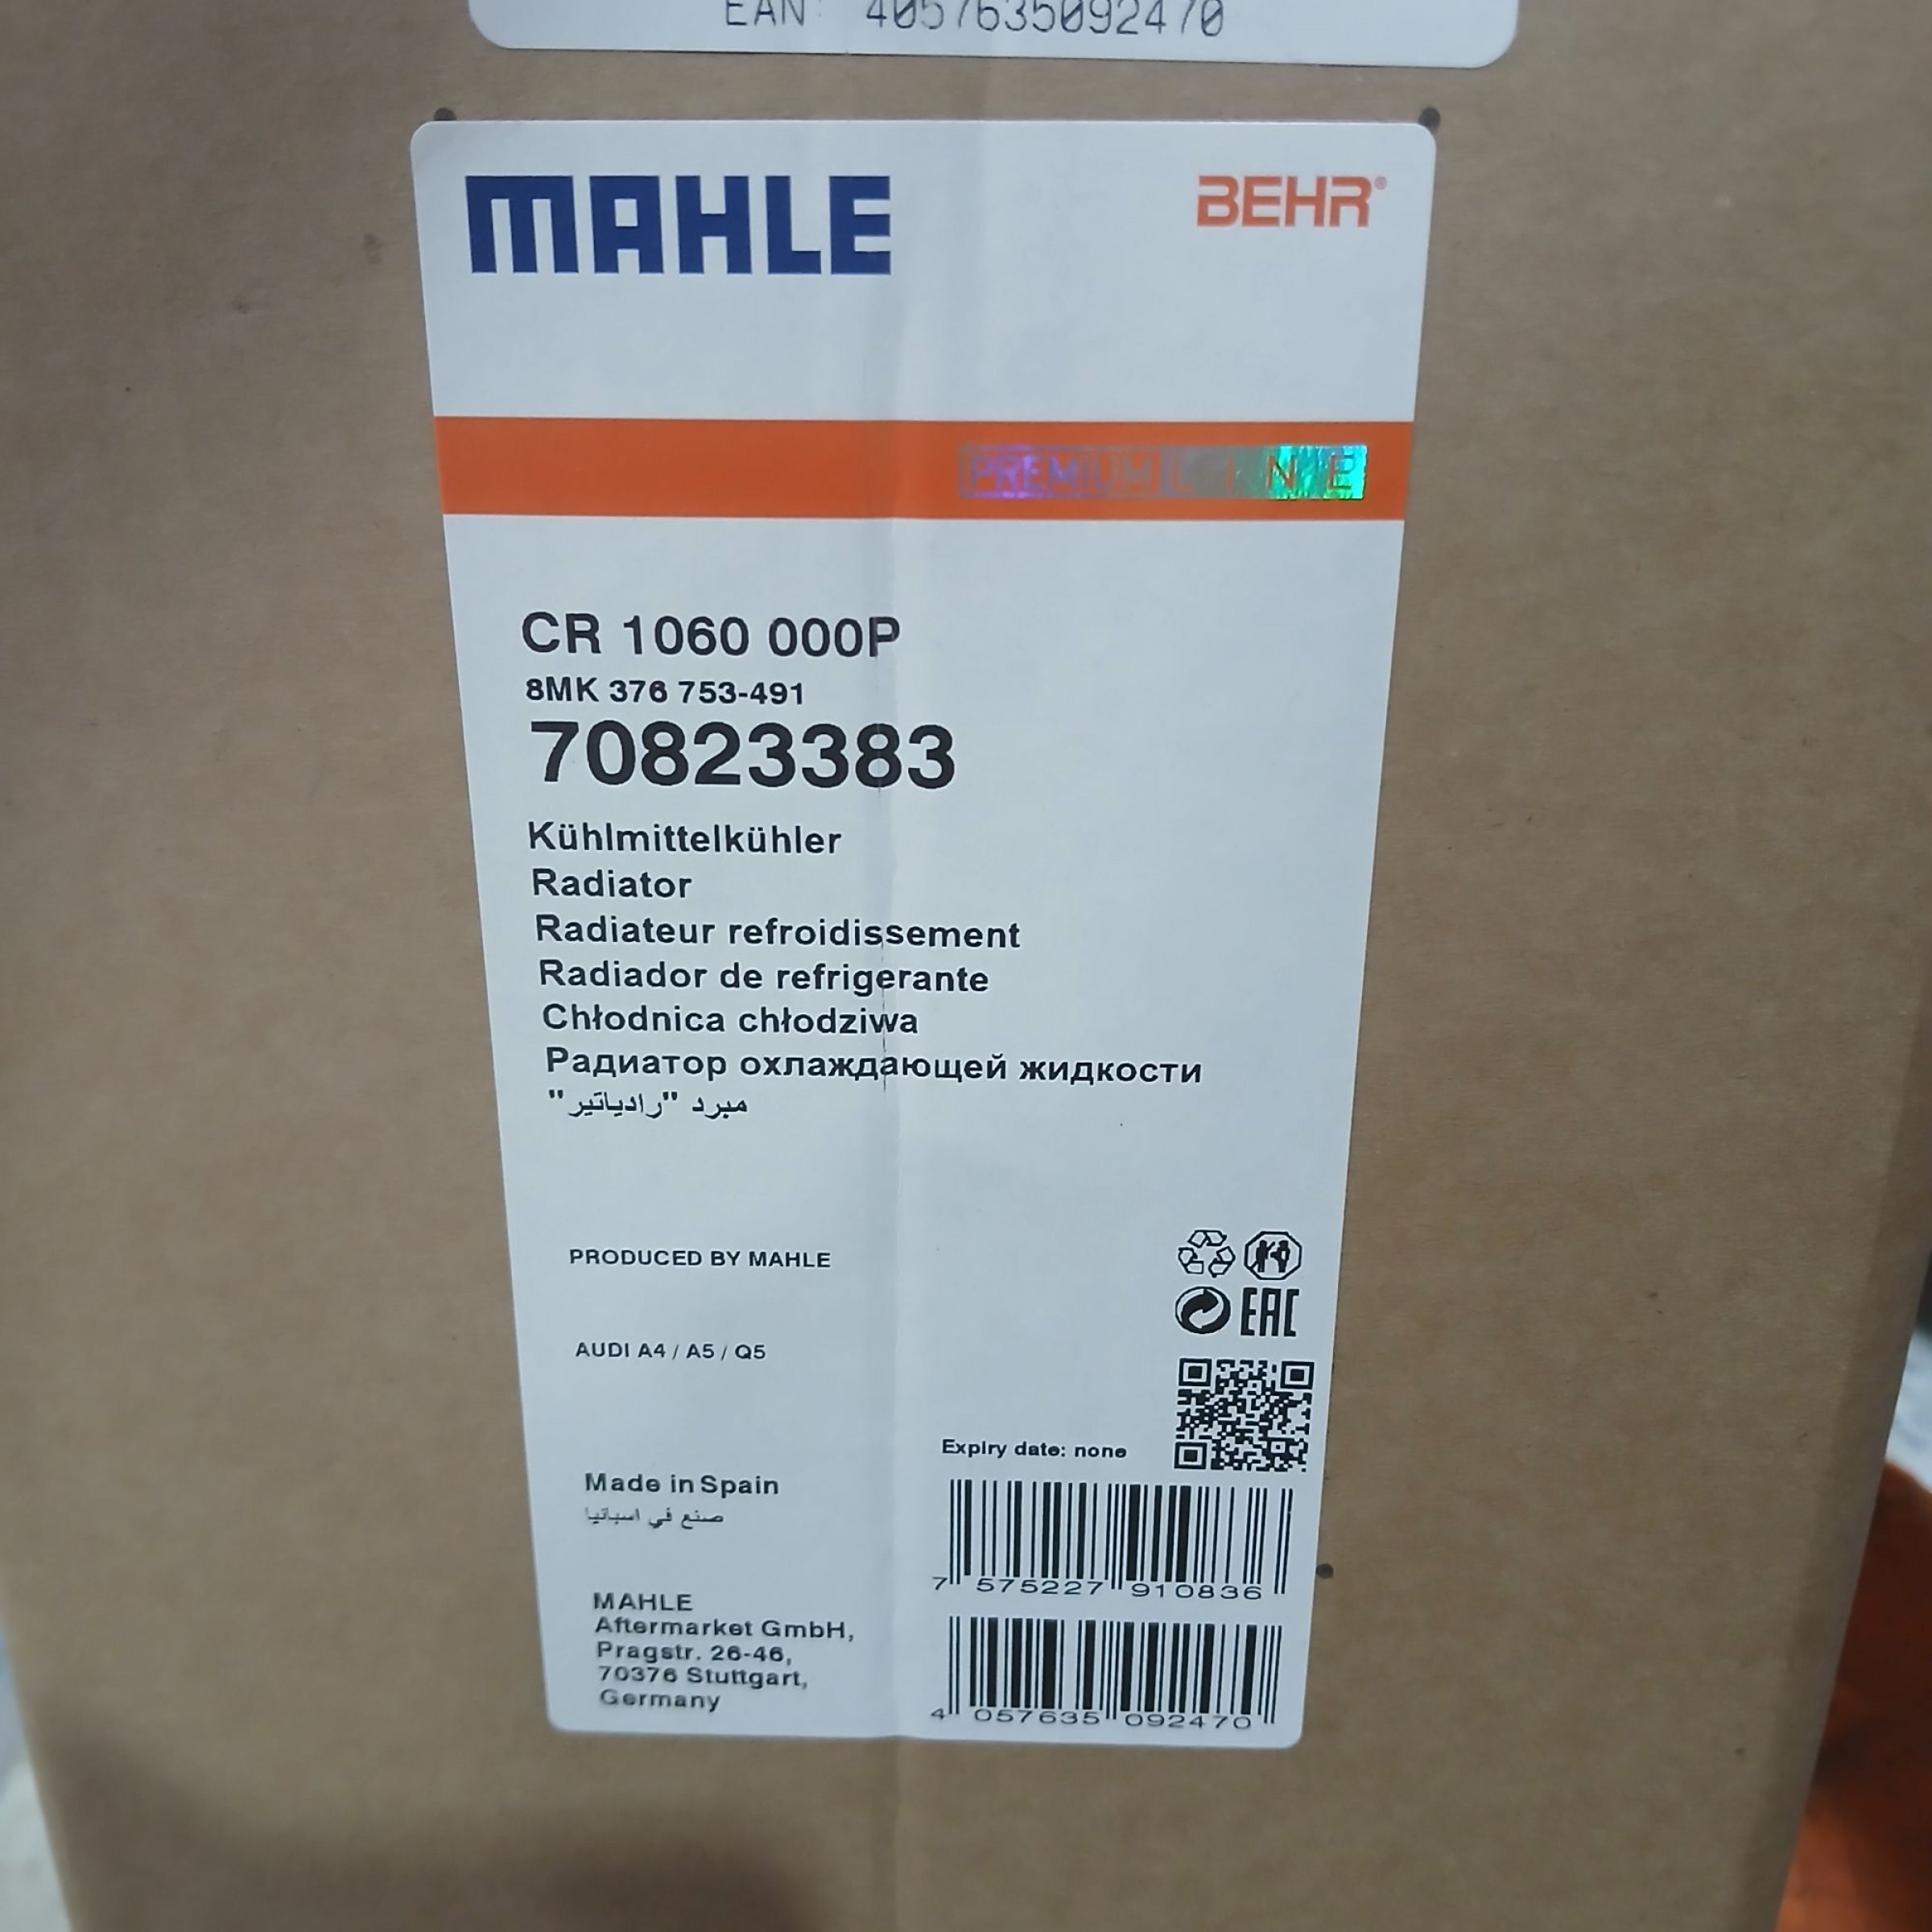 EAN: 4057635092470
MAHLE
BEHR®
PREMIUM LINE
CR 1060 000P
8MK 376 753-491
70823383
Kühlmittelkühler
Radiator
Radiateur refroidissement
Radiador de refrigerante
Chłodnica chłodziwa
Радиатор охлаждающей жидкости
مبرد "رادياتير"
PRODUCED BY MAHLE
EAC
AUDI A4 / A5 / Q5
Expiry date: none
Made in Spain
صنع في اسبانيا
7 575227 910836
MAHLE
Aftermarket GmbH,
Pragstr. 26-46,
70376 Stuttgart,
Germany
4 057635 092470